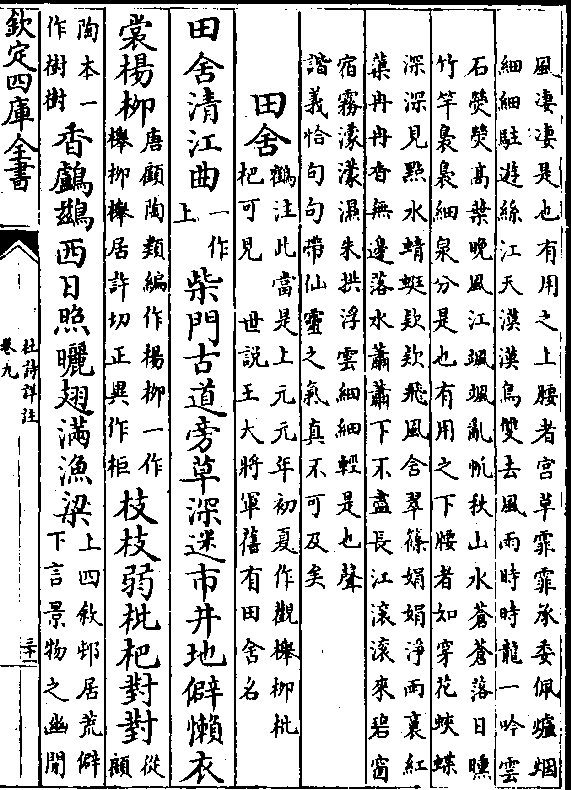 風凄凄是也有用之上腰者宮草霏霏承委佩爐烟
細細駐遊絲江天漠漠鳥雙去風雨時時龍一吟雲
石熒熒高葉晚風江颯颯亂帆秋山水蒼蒼落日曛
竹竿裊裊細泉分是也有用之下腰者如穿花蛺蝶
深深見點水蜻蜓欵欵飛風含翠篠娟娟淨雨裛紅
蕖冉冉香無邊落木蕭蕭下不盡長江滾滾來碧窗
宿霧濛濛濕朱拱浮雲細細輕是也聲
諧義恰句句帶仙靈之氣真不可及矣
田舍鶴注此當是上元元年初夏作觀櫸柳枇
杷可見 世說王大將軍舊有田舍名
田舍清江曲一作上柴門古道旁草深迷市井地僻懶衣
裳楊柳唐顧陶類編作楊柳一作櫸柳櫸居許切正異作柜枝枝弱枇杷對對從顧
陶本一作樹樹香鸕鶿西日照曬翅滿漁梁上四敘邨居荒僻下言景物之幽閒
欽定四庫全書
杜詩詳注
卷九
三十一